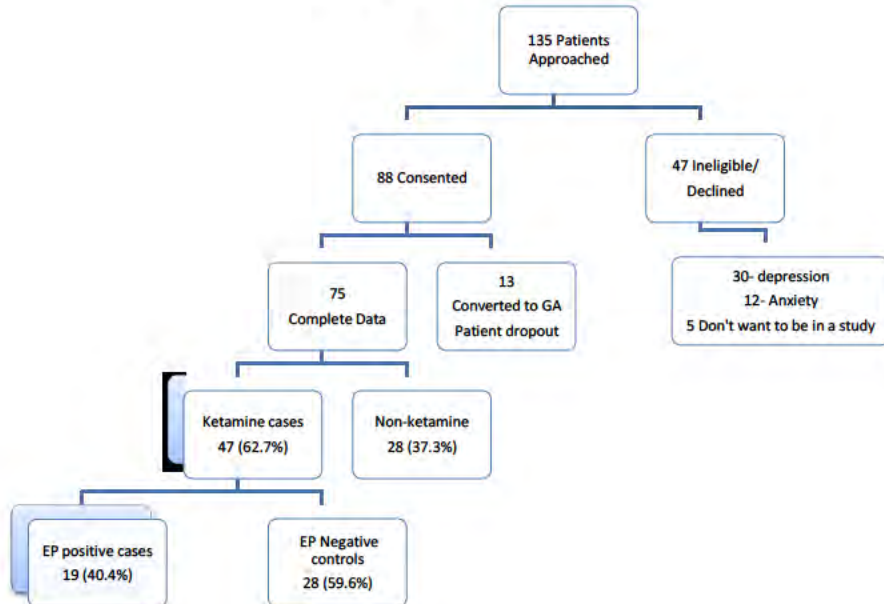 135 Patients
Approached
88 Consented
47 Ineligible/
Declined
75
Complete Data
13
Converted to GA
Patient dropout
30- depression
12- Anxiety
5 Don't want to be in a study
Ketamine cases
47 (62.7%)
Non-ketamine
28 (37.3%)
EP positive cases
19 (40.4%)
EP Negative
controls
28 (59.6%)